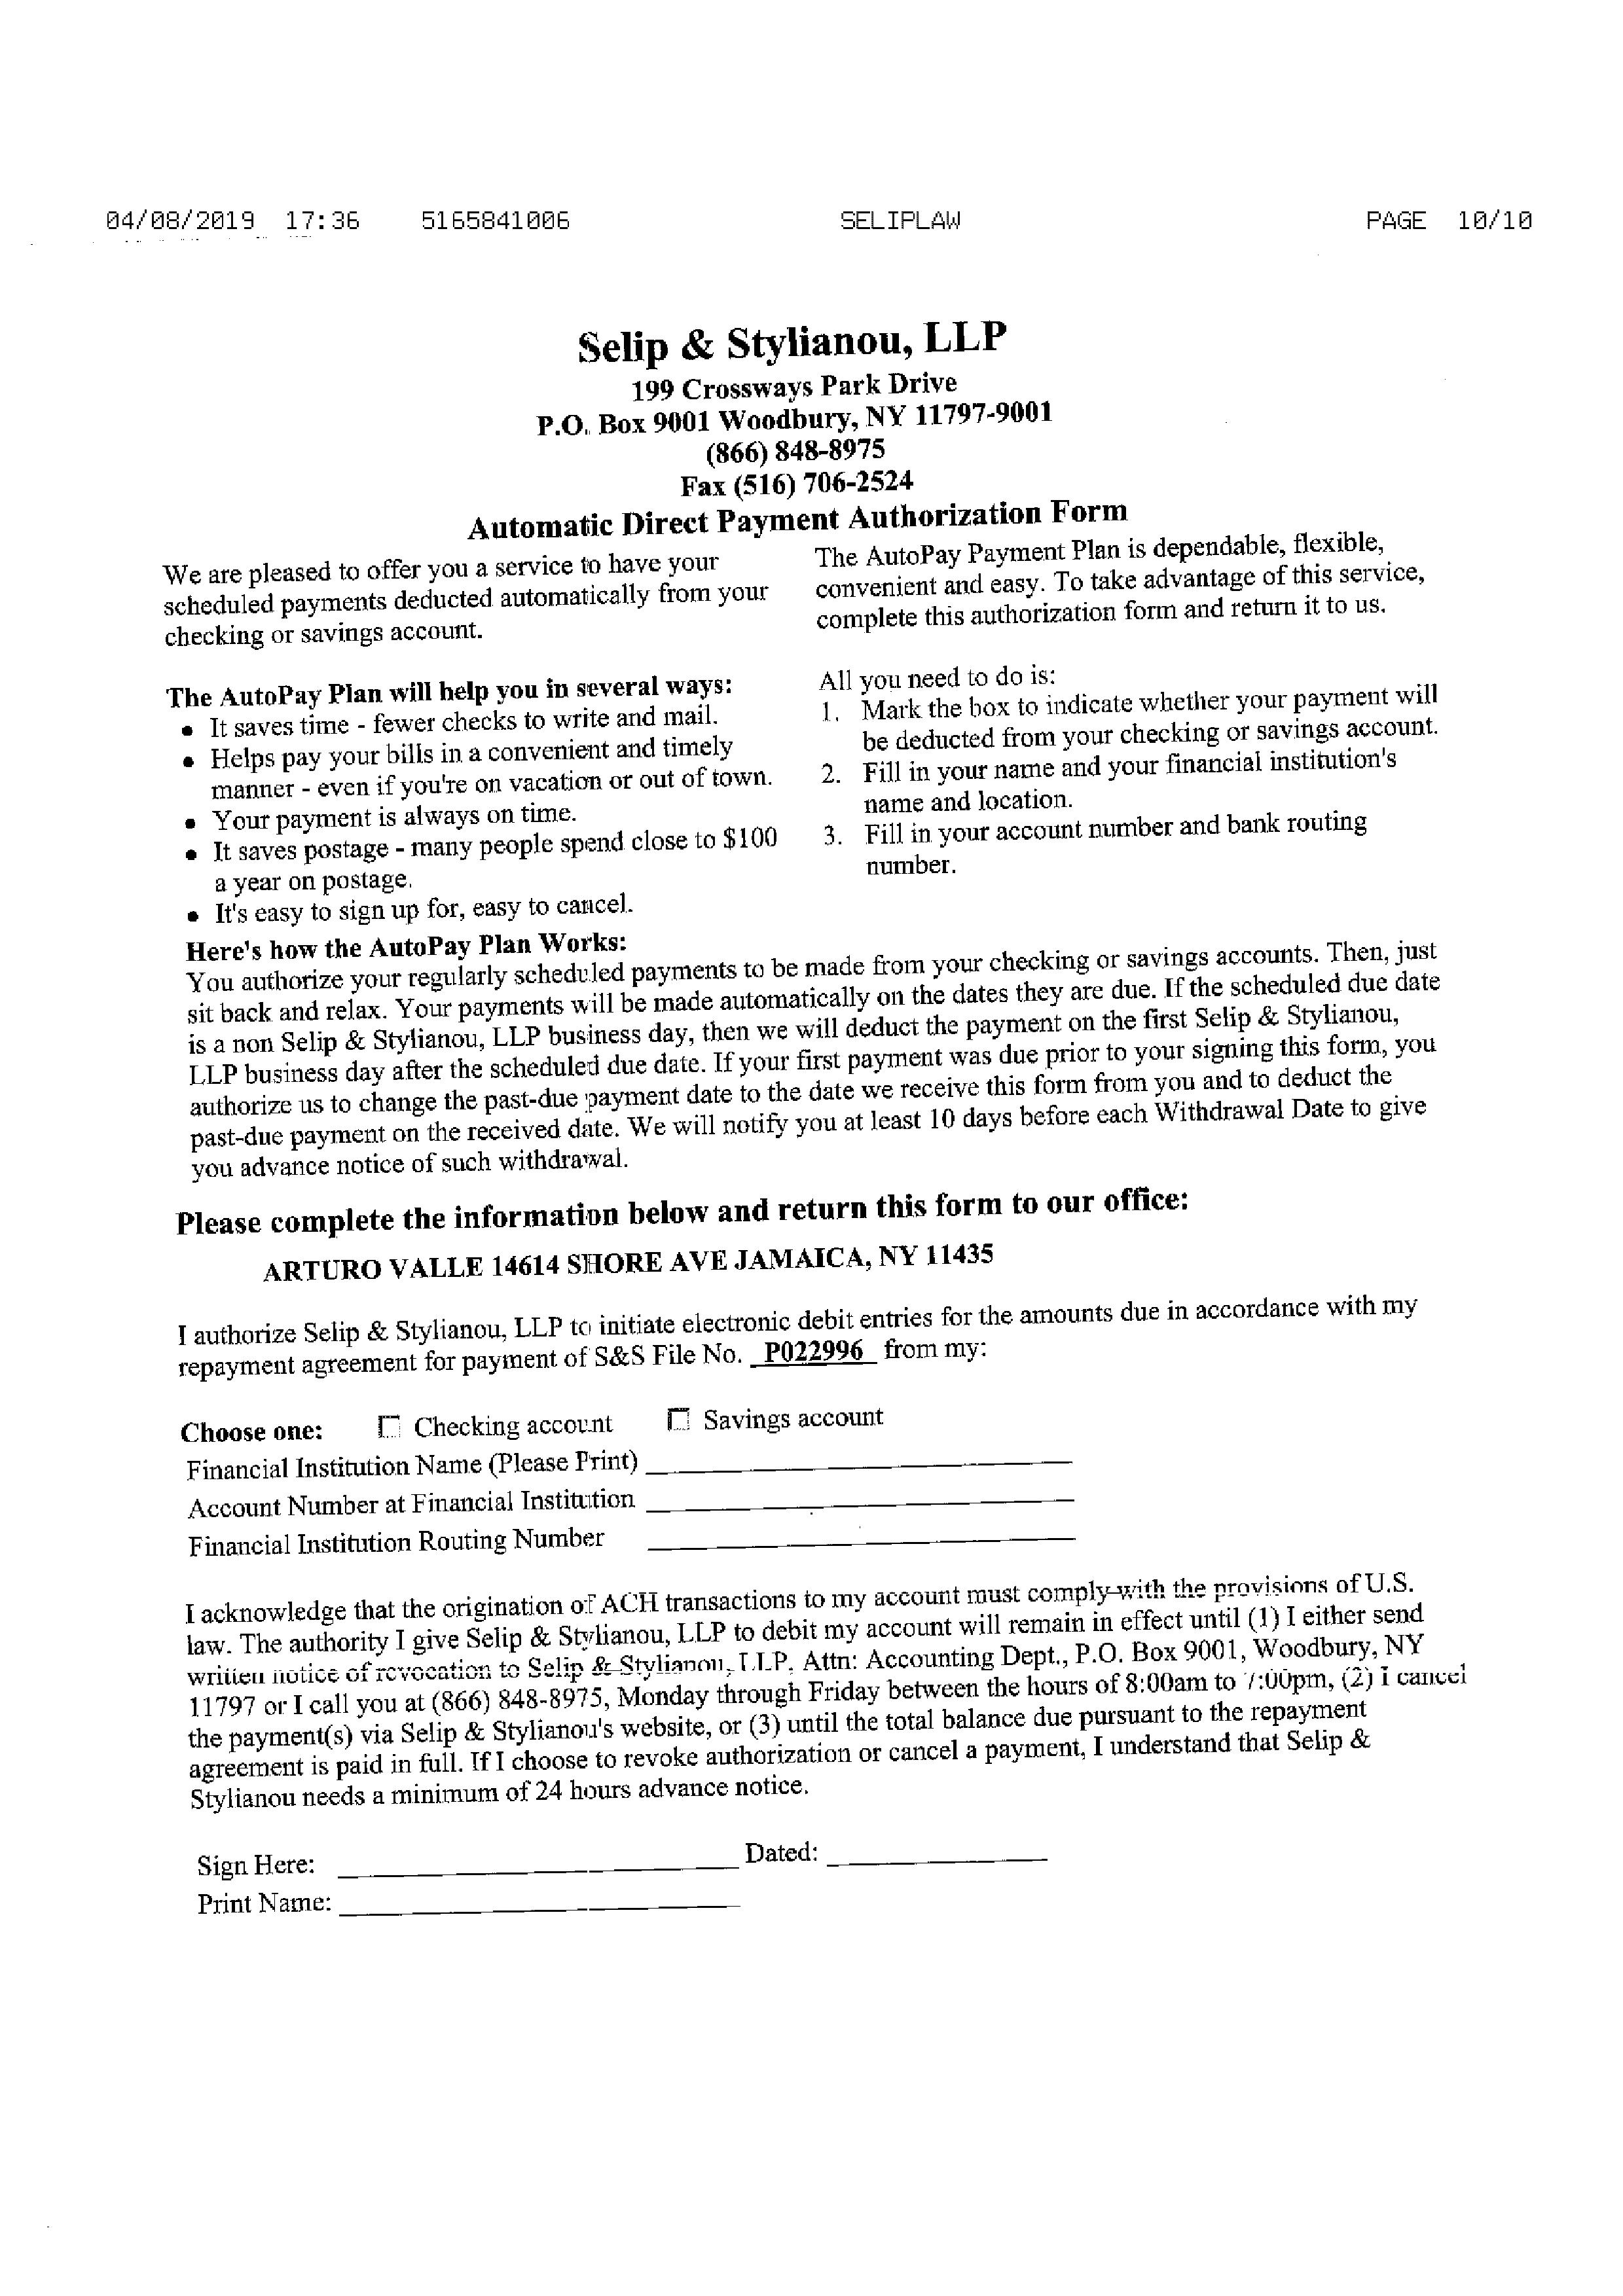 04/08/2019 17:36 5165841006 SELIPLAW PAGE 10/10
Selip & Stylianou, LLP
199 Crossways Park Drive
P.O. Box 9001 Woodbury, NY 11797-9001
(866) 848-8975
Fax (516) 706-2524
Automatic Direct Payment Authorization Form
We are pleased to offer you a service to have your
scheduled payments deducted automatically from your
checking or savings account.
The AutoPay Plan will help you in several ways:
• It saves time - fewer checks to write and mail.
• Helps pay your bills in a convenient and timely
manner - even if you're on vacation or out of town.
• Your payment is always on time.
• It saves postage - many people spend close to $100
a year on postage.
• It's easy to sign up for, easy to cancel.
The AutoPay Payment Plan is dependable, flexible,
convenient and easy. To take advantage of this service,
complete this authorization form and return it to us.
All you need to do is:
1. Mark the box to indicate whether your payment will
be deducted from your checking or savings account.
2. Fill in your name and your financial institution's
name and location.
3. Fill in your account number and bank routing
number.
Here's how the AutoPay Plan Works:
You authorize your regularly scheduled payments to be made from your checking or savings accounts. Then, just
sit back and relax. Your payments will be made automatically on the dates they are due. If the scheduled due date
is a non Selip & Stylianou, LLP business day, then we will deduct the payment on the first Selip & Stylianou,
LLP business day after the scheduled due date. If your first payment was due prior to your signing this form, you
authorize us to change the past-due payment date to the date we receive this form from you and to deduct the
past-due payment on the received date. We will notify you at least 10 days before each Withdrawal Date to give
you advance notice of such withdrawal.
Please complete the information below and return this form to our office:
ARTURO VALLE 14614 SHORE AVE JAMAICA, NY 11435
I authorize Selip & Stylianou, LLP to initiate electronic debit entries for the amounts due in accordance with my
repayment agreement for payment of S&S File No. P022996 from my:
Choose one: ☐ Checking account ☐ Savings account
Financial Institution Name (Please Print)
Account Number at Financial Institution
Financial Institution Routing Number
I acknowledge that the origination of ACH transactions to my account must comply with the provisions of U.S.
law. The authority I give Selip & Stylianou, LLP to debit my account will remain in effect until (1) I either send
written notice of revocation to Selip & Stylianou, LLP, Attn: Accounting Dept., P.O. Box 9001, Woodbury, NY
11797 or I call you at (866) 848-8975, Monday through Friday between the hours of 8:00am to 7:00pm, (2) I cancel
the payment(s) via Selip & Stylianou's website, or (3) until the total balance due pursuant to the repayment
agreement is paid in full. If I choose to revoke authorization or cancel a payment, I understand that Selip &
Stylianou needs a minimum of 24 hours advance notice.
Sign Here: Dated:
Print Name: